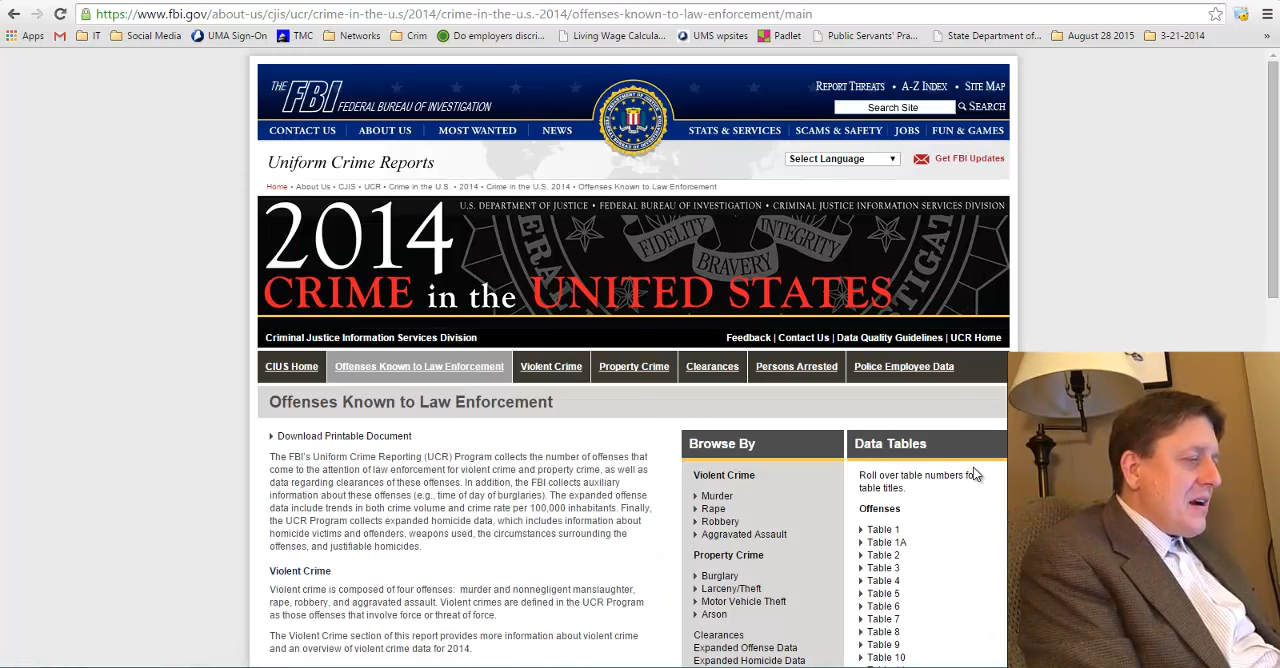 https://www.fbi.gov/about-us/cjis/ucr/crime-in-the-u.s/2014/crime-in-the-u.s.-2014/offenses-known-to-law-enforcement/main
Apps IT Social Media UMA Sign-On TMC Networks Crim Do employers discri... Living Wage Calcula... UMS wpsites Padlet Public Servants' Pra... State Department of... August 28 2015 3-21-2014 »
THE FBI FEDERAL BUREAU OF INVESTIGATION
REPORT THREATS • A-Z INDEX • SITE MAP
Search Site SEARCH
CONTACT US ABOUT US MOST WANTED NEWS STATS & SERVICES SCAMS & SAFETY JOBS FUN & GAMES
Uniform Crime Reports
Select Language Get FBI Updates
Home • About Us • CJIS • UCR • Crime in the U.S. • 2014 • Crime in the U.S. 2014 • Offenses Known to Law Enforcement
U.S. DEPARTMENT OF JUSTICE • FEDERAL BUREAU OF INVESTIGATION • CRIMINAL JUSTICE INFORMATION SERVICES DIVISION
FIDELITY BRAVERY INTEGRITY
2014
CRIME in the UNITED STATES
Criminal Justice Information Services Division
Feedback | Contact Us | Data Quality Guidelines | UCR Home
CIUS Home Offenses Known to Law Enforcement Violent Crime Property Crime Clearances Persons Arrested Police Employee Data
Offenses Known to Law Enforcement
Download Printable Document
The FBI's Uniform Crime Reporting (UCR) Program collects the number of offenses that
come to the attention of law enforcement for violent crime and property crime, as well as
data regarding clearances of these offenses. In addition, the FBI collects auxiliary
information about these offenses (e.g., time of day of burglaries). The expanded offense
data include trends in both crime volume and crime rate per 100,000 inhabitants. Finally,
the UCR Program collects expanded homicide data, which includes information about
homicide victims and offenders, weapons used, the circumstances surrounding the
offenses, and justifiable homicides.
Violent Crime
Violent crime is composed of four offenses: murder and nonnegligent manslaughter,
rape, robbery, and aggravated assault. Violent crimes are defined in the UCR Program
as those offenses that involve force or threat of force.
The Violent Crime section of this report provides more information about violent crime
and an overview of violent crime data for 2014.
Browse By
Violent Crime
Murder
Rape
Robbery
Aggravated Assault
Property Crime
Burglary
Larceny/Theft
Motor Vehicle Theft
Arson
Clearances
Expanded Offense Data
Expanded Homicide Data
Data Tables
Roll over table numbers
table titles.
Offenses
Table 1
Table 1A
Table 2
Table 3
Table 4
Table 5
Table 6
Table 7
Table 8
Table 9
Table 10